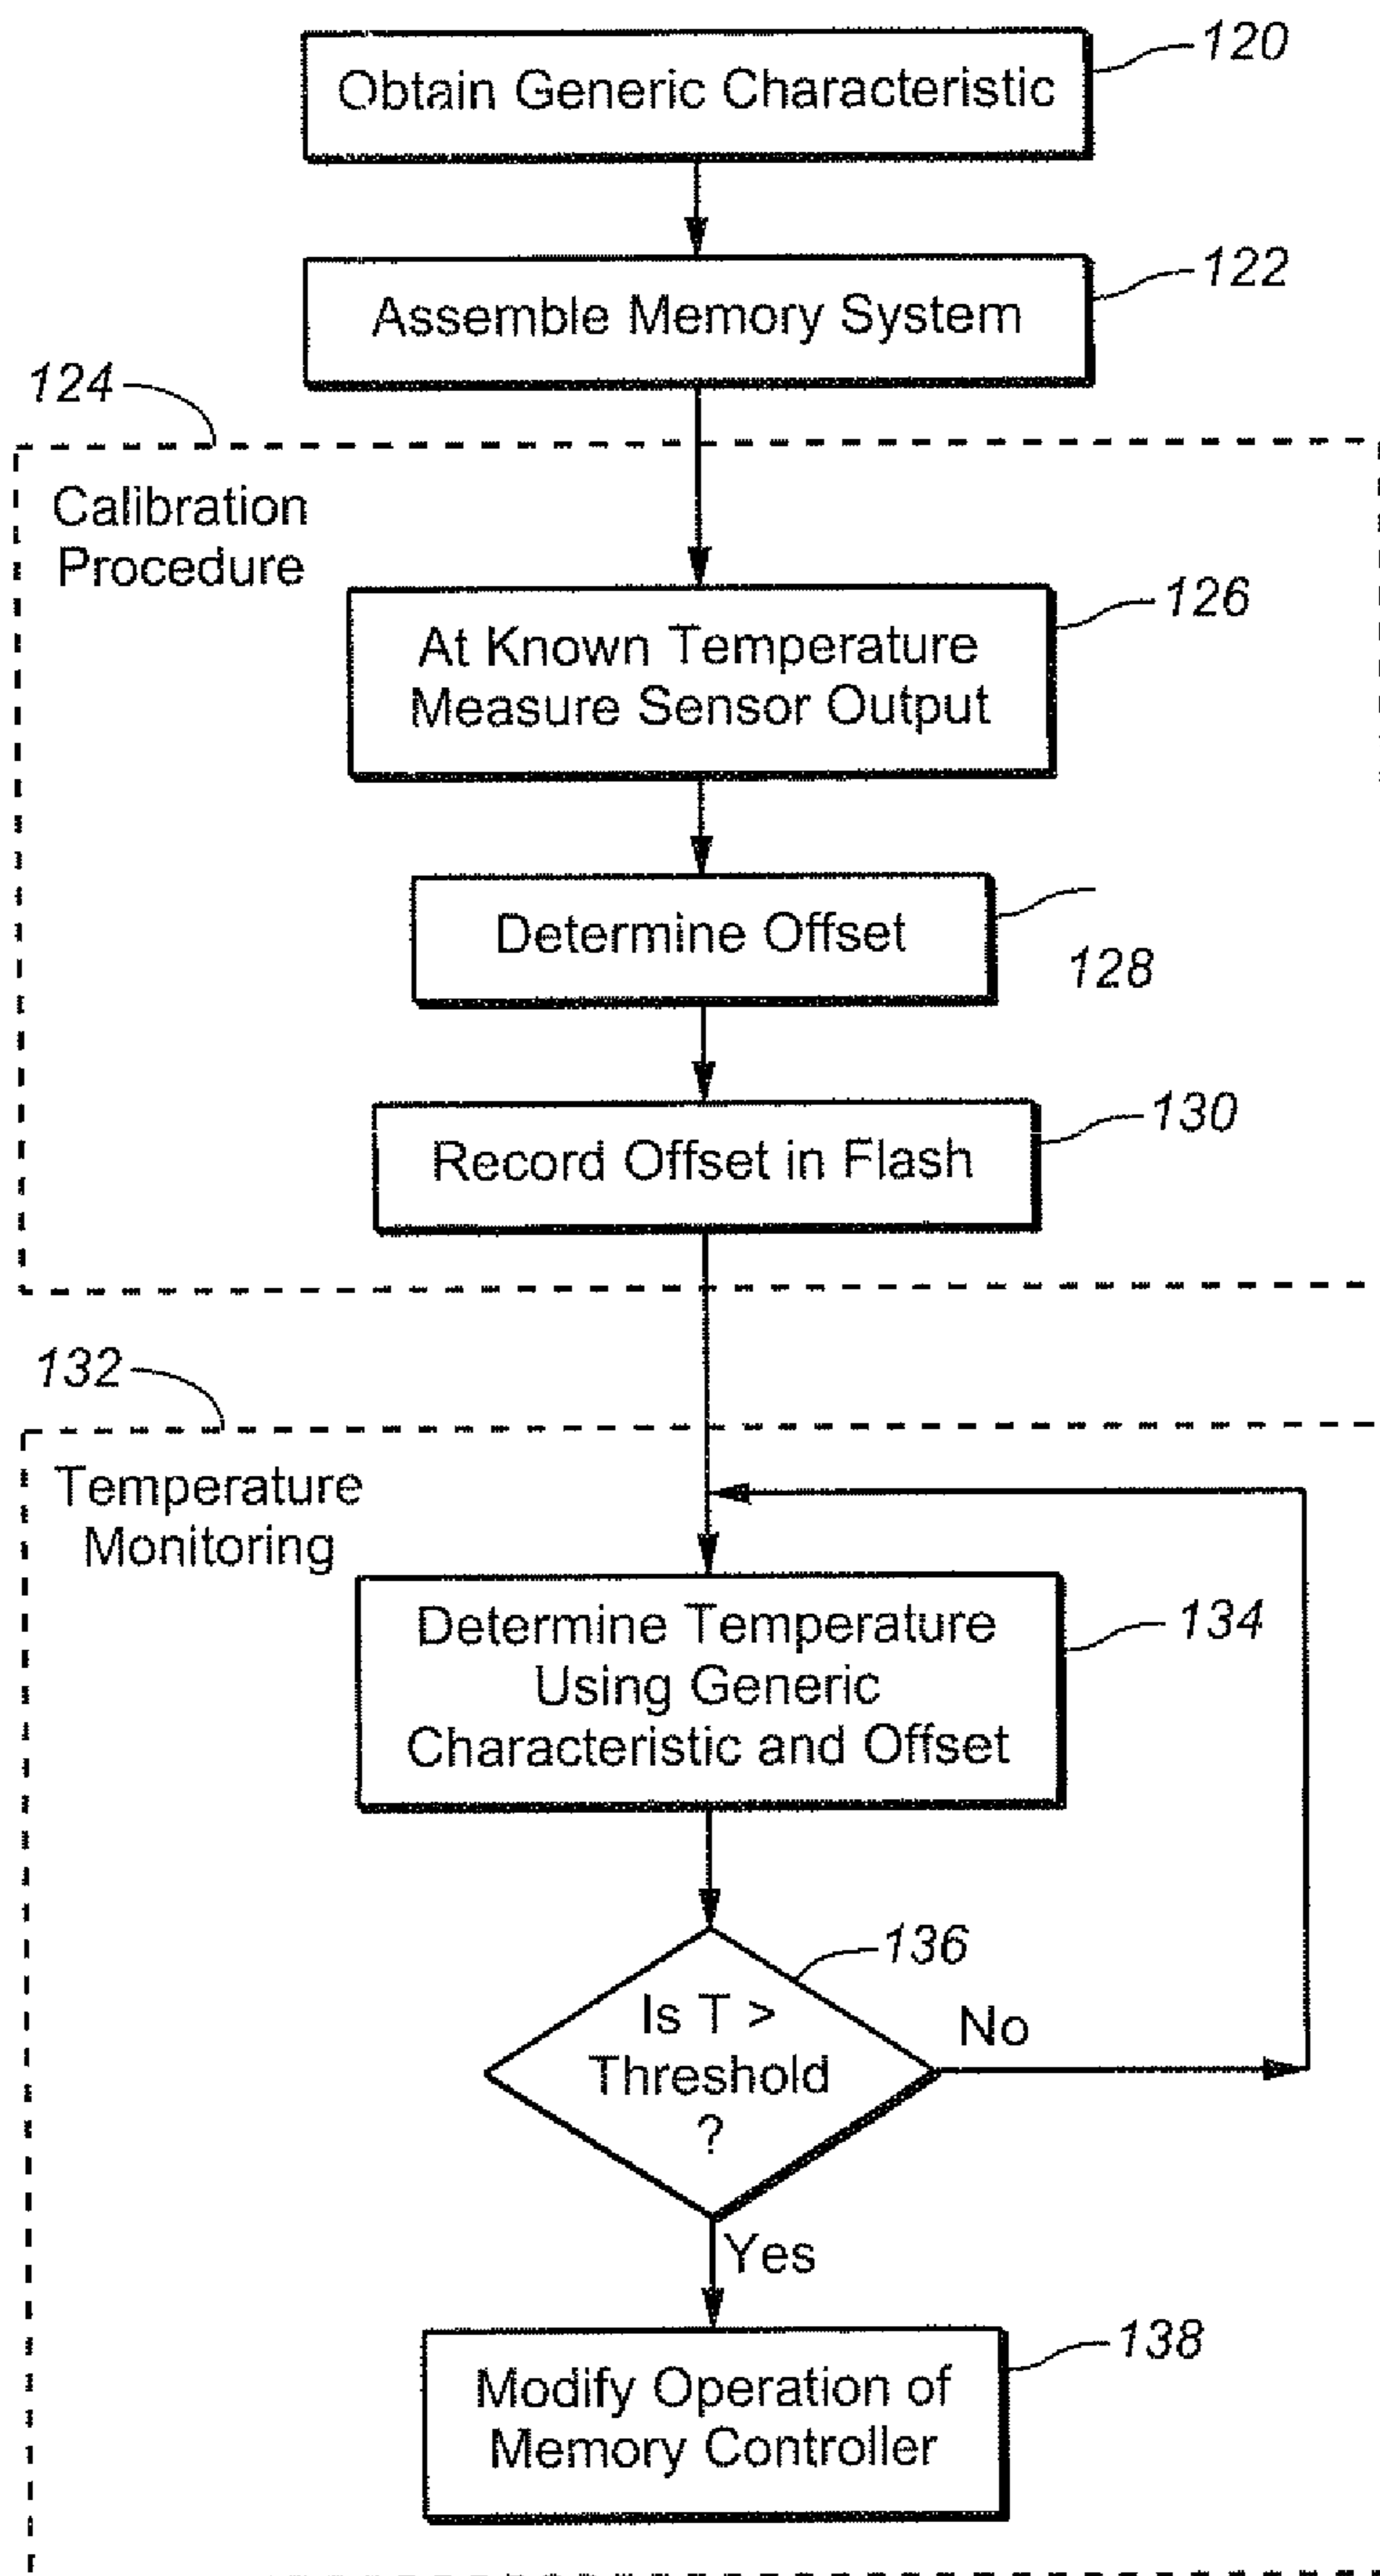 120
Obtain Generic Characteristic
122
Assemble Memory System
124
Calibration
Procedure
126
At Known Temperature
Measure Sensor Output
Determine Offset
128
130
Record Offset in Flash
132
Temperature
Monitoring
Determine Temperature
Using Generic
Characteristic and Offset
134
136
Is T >
Threshold
?
No
Yes
138
Modify Operation of
Memory Controller